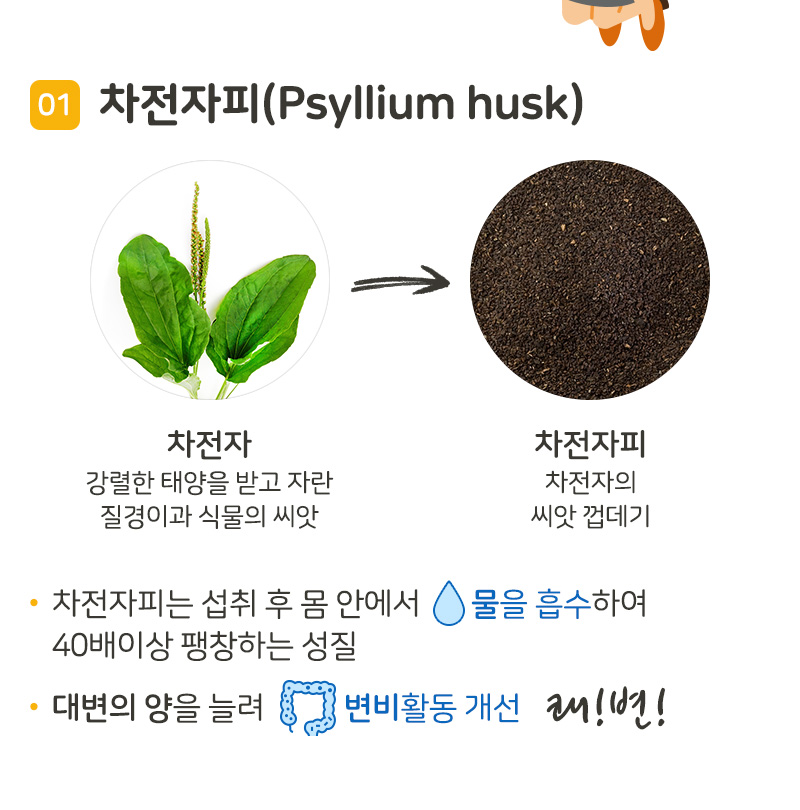 01 차전자피(Psyllium husk)
차전자
강렬한 태양을 받고 자란
질경이과 식물의 씨앗
차전자피
차전자의
씨앗 껍데기
• 차전자피는 섭취 후 몸 안에서 물을 흡수하여
40배이상 팽창하는 성질
• 대변의 양을 늘려 변비활동 개선 쾌!변!